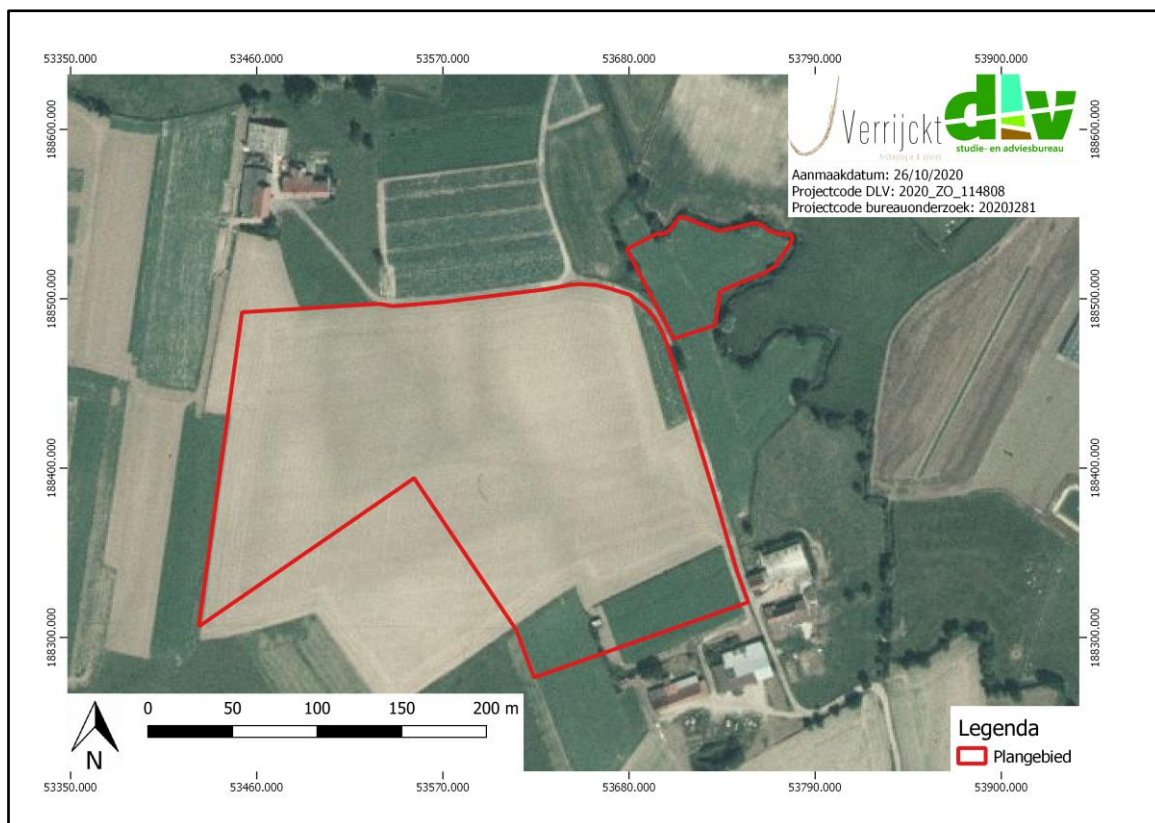 53350.000 53460.000 53570.000 53680.000 53790.000 53900.000
188600.000 188600.000
Verrijckt
Archeologie & advies
dlv
studie- en adviesbureau
Aanmaakdatum: 26/10/2020
Projectcode DLV: 2020_ZO_114808
Projectcode bureauonderzoek: 2020J281
188500.000 188500.000
188400.000 188400.000
188300.000 188300.000
0 50 100 150 200 m
N
Legenda
Plangebied
53350.000 53460.000 53570.000 53680.000 53790.000 53900.000